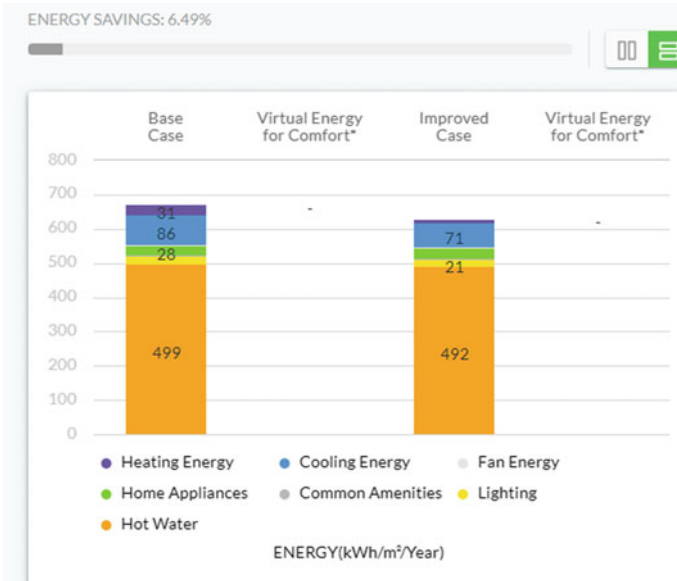 ENERGY SAVINGS: 6.49%
Base Case
Virtual Energy for Comfort*
Improved Case
Virtual Energy for Comfort*
800
700
600
500
400
300
200
100
0
31
86
28
499
-
71
21
492
-
Heating Energy
Cooling Energy
Fan Energy
Home Appliances
Common Amenities
Lighting
Hot Water
ENERGY(kWh/m²/Year)